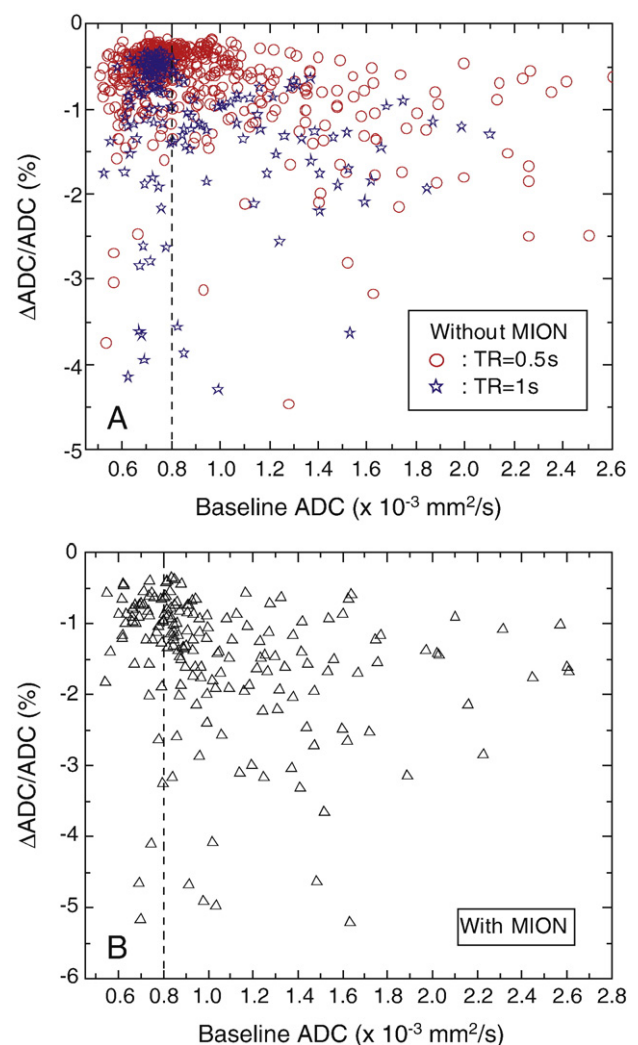 0
-1
-2
-3
-4
-5
ΔADC/ADC (%)
Without MION
: TR=0.5s
: TR=1s
A
0.6 0.8 1.0 1.2 1.4 1.6 1.8 2.0 2.2 2.4 2.6
Baseline ADC (x 10⁻³ mm²/s)
0
-1
-2
-3
-4
-5
-6
ΔADC/ADC (%)
B
With MION
0.6 0.8 1.0 1.2 1.4 1.6 1.8 2.0 2.2 2.4 2.6 2.8
Baseline ADC (x 10⁻³ mm²/s)